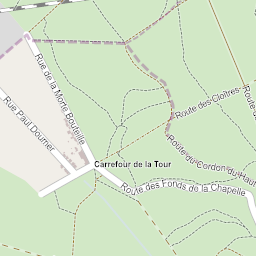 Rue de la Morte Bouteille
Rue Paul Doumer
Route des Cloîtres
Route du Cordon du Haut
Carrefour de la Tour
Route des Fonds de la Chapelle